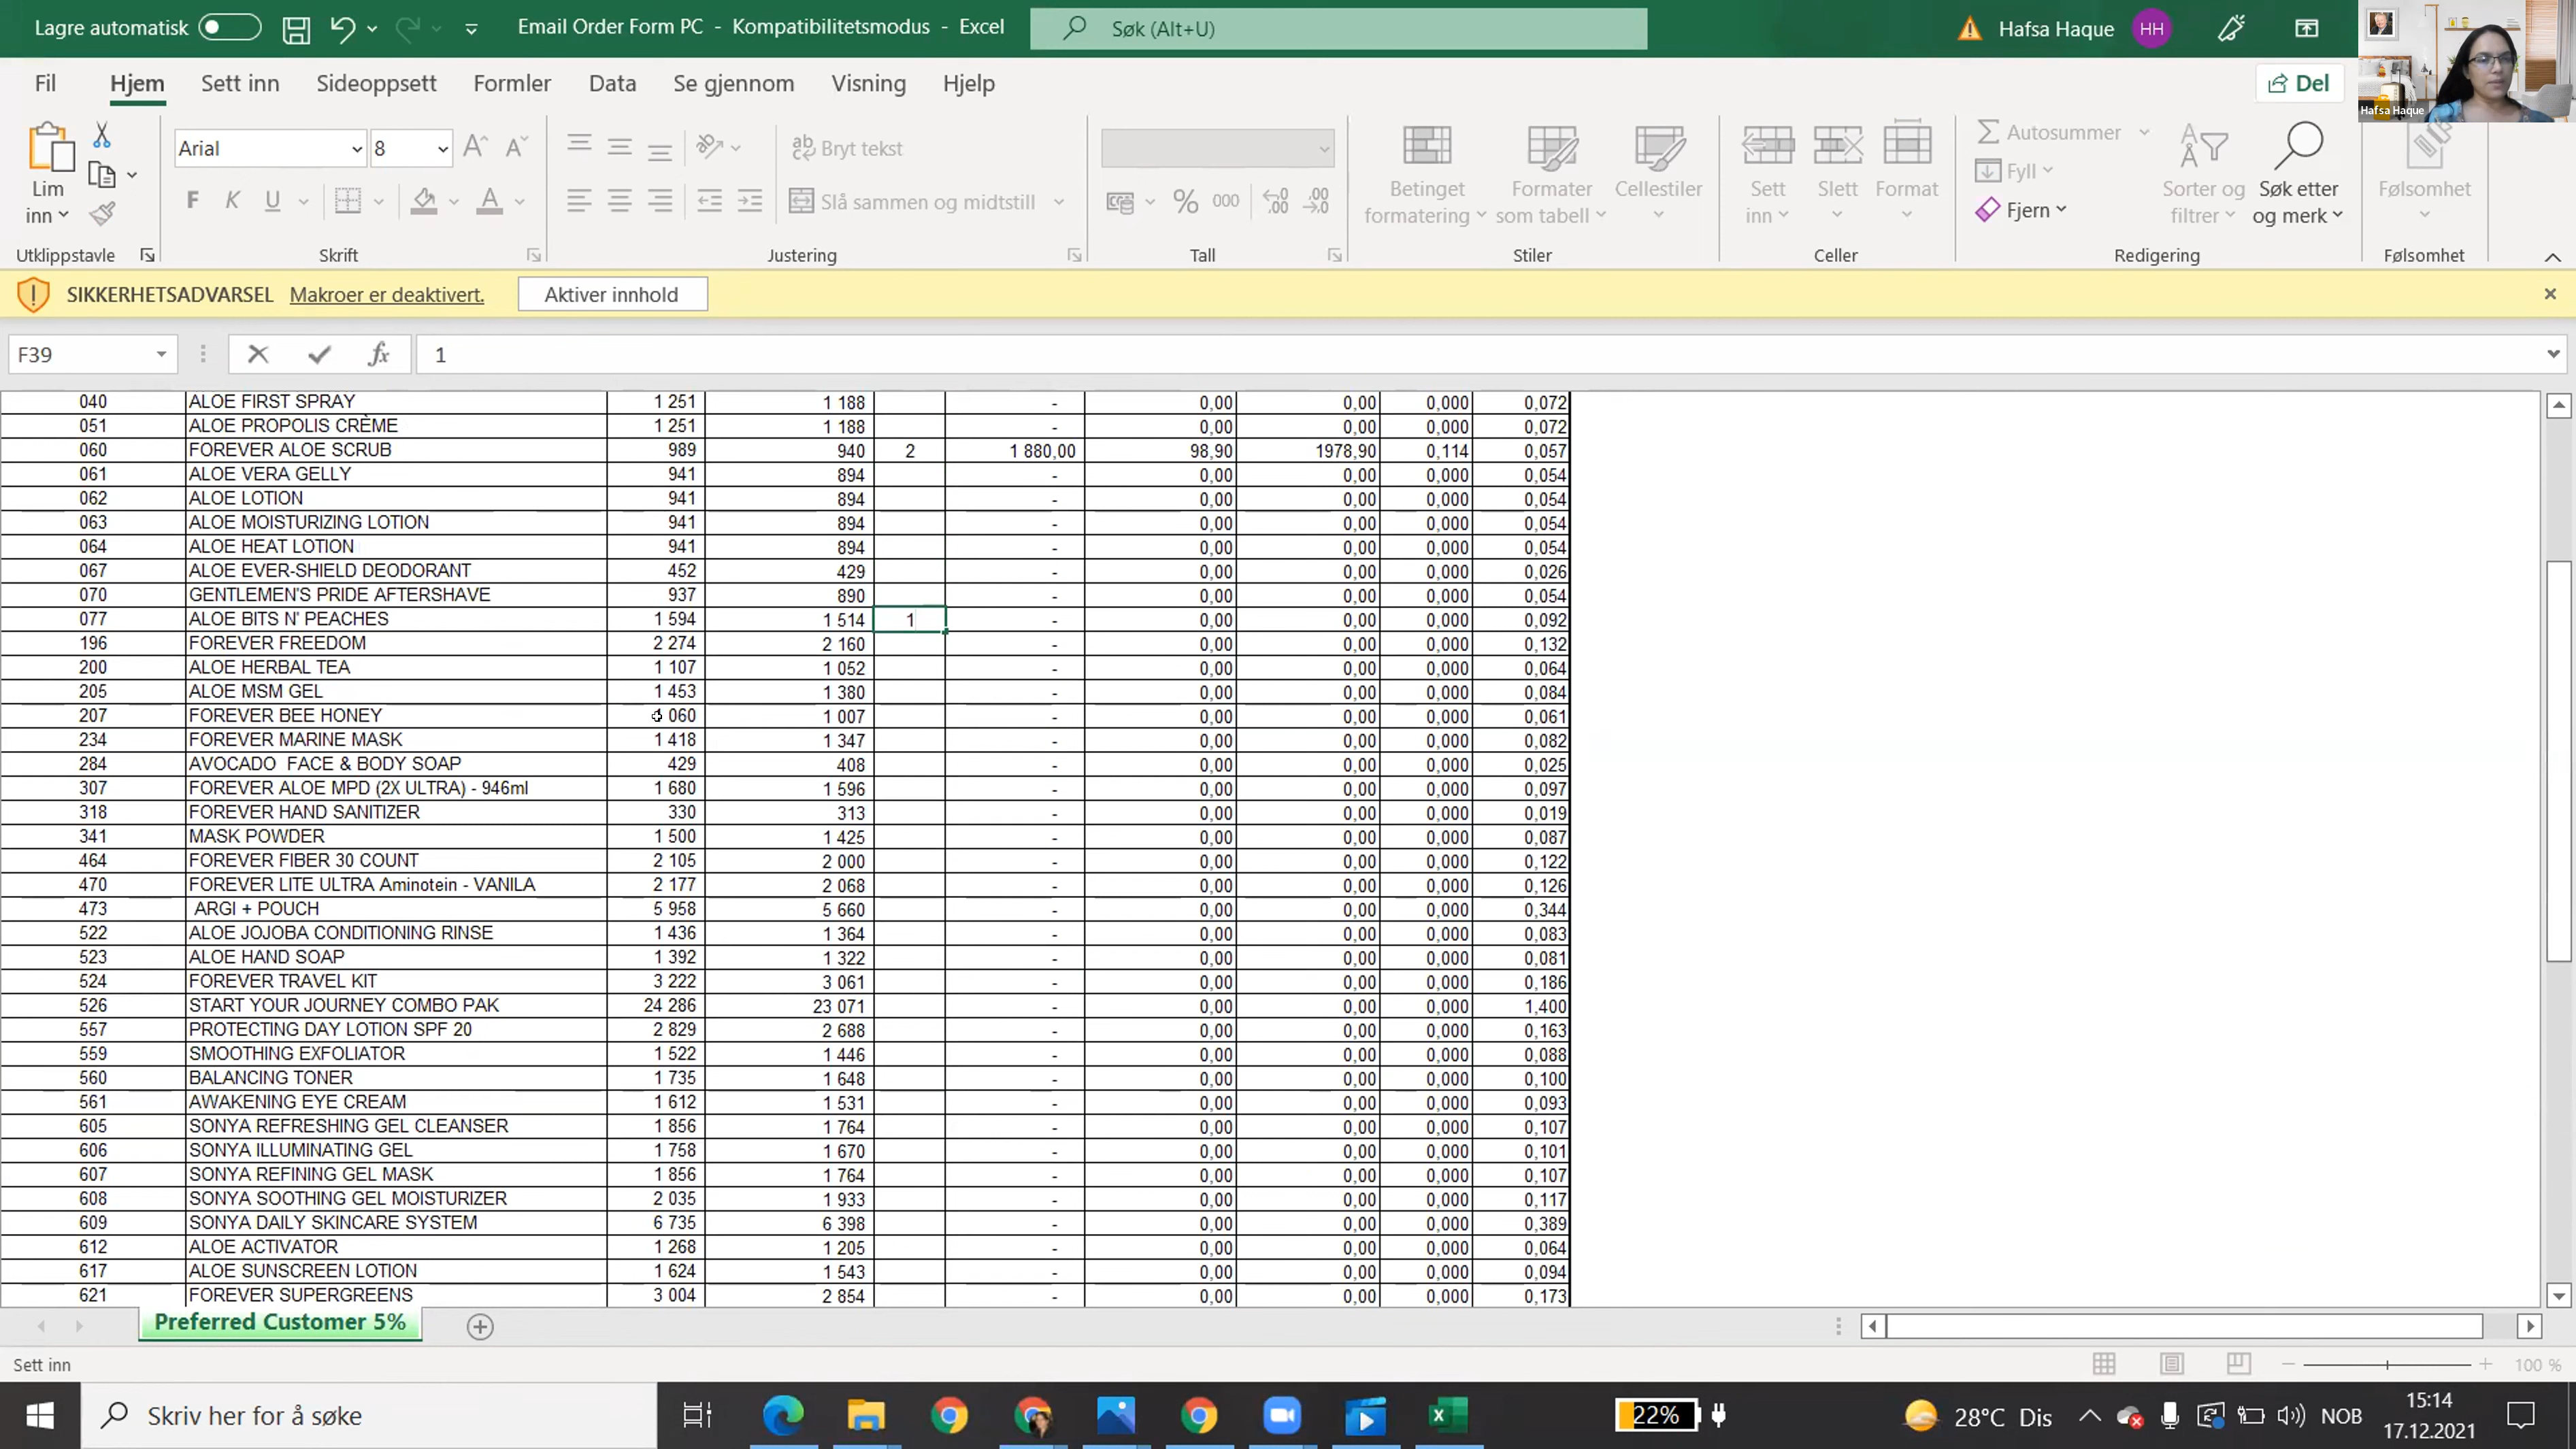 Lagre automatisk
Email Order Form PC - Kompatibilitetsmodus - Excel
Søk (Alt+U)
Hafsa Haque
HH
Hafsa Haque
Fil Hjem Sett inn Sideoppsett Formler Data Se gjennom Visning Hjelp
Del
Lim inn
Utklippstavle
Arial
8
F K U
Skrift
Bryt tekst
Slå sammen og midtstill
Justering
% 000
Tall
Betinget formatering
Formater som tabell
Cellestiler
Stiler
Sett inn
Slett
Format
Celler
Autosummer
Fyll
Fjern
Sorter og filtrer
Søk etter og merk
Redigering
Følsomhet
Følsomhet
SIKKERHETSADVARSEL Makroer er deaktivert. Aktiver innhold
F39 fx 1
040 ALOE FIRST SPRAY 1 251 1 188 - 0,00 0,00 0,000 0,072
051 ALOE PROPOLIS CRÈME 1 251 1 188 - 0,00 0,00 0,000 0,072
060 FOREVER ALOE SCRUB 989 940 2 1 880,00 98,90 1978,90 0,114 0,057
061 ALOE VERA GELLY 941 894 - 0,00 0,00 0,000 0,054
062 ALOE LOTION 941 894 - 0,00 0,00 0,000 0,054
063 ALOE MOISTURIZING LOTION 941 894 - 0,00 0,00 0,000 0,054
064 ALOE HEAT LOTION 941 894 - 0,00 0,00 0,000 0,054
067 ALOE EVER-SHIELD DEODORANT 452 429 - 0,00 0,00 0,000 0,026
070 GENTLEMEN'S PRIDE AFTERSHAVE 937 890 - 0,00 0,00 0,000 0,054
077 ALOE BITS N' PEACHES 1 594 1 514 1 - 0,00 0,00 0,000 0,092
196 FOREVER FREEDOM 2 274 2 160 - 0,00 0,00 0,000 0,132
200 ALOE HERBAL TEA 1 107 1 052 - 0,00 0,00 0,000 0,064
205 ALOE MSM GEL 1 453 1 380 - 0,00 0,00 0,000 0,084
207 FOREVER BEE HONEY 060 1 007 - 0,00 0,00 0,000 0,061
234 FOREVER MARINE MASK 1 418 1 347 - 0,00 0,00 0,000 0,082
284 AVOCADO FACE & BODY SOAP 429 408 - 0,00 0,00 0,000 0,025
307 FOREVER ALOE MPD (2X ULTRA) - 946ml 1 680 1 596 - 0,00 0,00 0,000 0,097
318 FOREVER HAND SANITIZER 330 313 - 0,00 0,00 0,000 0,019
341 MASK POWDER 1 500 1 425 - 0,00 0,00 0,000 0,087
464 FOREVER FIBER 30 COUNT 2 105 2 000 - 0,00 0,00 0,000 0,122
470 FOREVER LITE ULTRA Aminotein - VANILA 2 177 2 068 - 0,00 0,00 0,000 0,126
473 ARGI + POUCH 5 958 5 660 - 0,00 0,00 0,000 0,344
522 ALOE JOJOBA CONDITIONING RINSE 1 436 1 364 - 0,00 0,00 0,000 0,083
523 ALOE HAND SOAP 1 392 1 322 - 0,00 0,00 0,000 0,081
524 FOREVER TRAVEL KIT 3 222 3 061 - 0,00 0,00 0,000 0,186
526 START YOUR JOURNEY COMBO PAK 24 286 23 071 - 0,00 0,00 0,000 1,400
557 PROTECTING DAY LOTION SPF 20 2 829 2 688 - 0,00 0,00 0,000 0,163
559 SMOOTHING EXFOLIATOR 1 522 1 446 - 0,00 0,00 0,000 0,088
560 BALANCING TONER 1 735 1 648 - 0,00 0,00 0,000 0,100
561 AWAKENING EYE CREAM 1 612 1 531 - 0,00 0,00 0,000 0,093
605 SONYA REFRESHING GEL CLEANSER 1 856 1 764 - 0,00 0,00 0,000 0,107
606 SONYA ILLUMINATING GEL 1 758 1 670 - 0,00 0,00 0,000 0,101
607 SONYA REFINING GEL MASK 1 856 1 764 - 0,00 0,00 0,000 0,107
608 SONYA SOOTHING GEL MOISTURIZER 2 035 1 933 - 0,00 0,00 0,000 0,117
609 SONYA DAILY SKINCARE SYSTEM 6 735 6 398 - 0,00 0,00 0,000 0,389
612 ALOE ACTIVATOR 1 268 1 205 - 0,00 0,00 0,000 0,064
617 ALOE SUNSCREEN LOTION 1 624 1 543 - 0,00 0,00 0,000 0,094
621 FOREVER SUPERGREENS 3 004 2 854 - 0,00 0,00 0,000 0,173
Preferred Customer 5%
Sett inn
100 %
Skriv her for å søke
22%
28°C Dis
NOB
15:14
17.12.2021